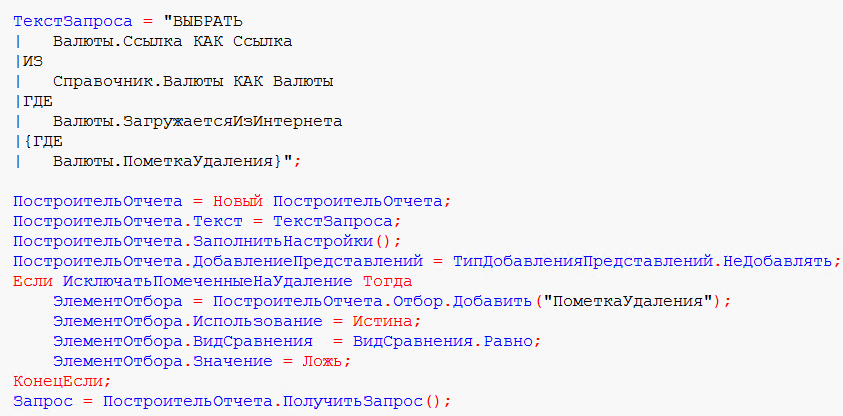 ТекстЗапроса = "ВЫБРАТЬ
|   Валюты.Ссылка КАК Ссылка
|ИЗ
|   Справочник.Валюты КАК Валюты
|ГДЕ
|   Валюты.ЗагружаетсяИзИнтернета
|{ГДЕ
|   Валюты.ПометкаУдаления}";

ПостроительОтчета = Новый ПостроительОтчета;
ПостроительОтчета.Текст = ТекстЗапроса;
ПостроительОтчета.ЗаполнитьНастройки();
ПостроительОтчета.ДобавлениеПредставлений = ТипДобавленияПредставлений.НеДобавлять;
Если ИсключатьПомеченныеНаУдаление Тогда
    ЭлементОтбора = ПостроительОтчета.Отбор.Добавить("ПометкаУдаления");
    ЭлементОтбора.Использование = Истина;
    ЭлементОтбора.ВидСравнения  = ВидСравнения.Равно;
    ЭлементОтбора.Значение = Ложь;
КонецЕсли;
Запрос = ПостроительОтчета.ПолучитьЗапрос();